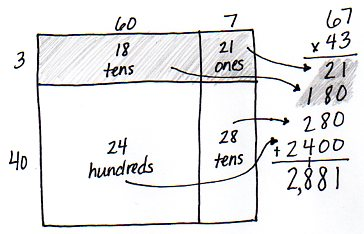 60 7
3
18 tens
21 ones
40
24 hundreds
28 tens
67
× 43
21
180
280
+ 2400
2,881